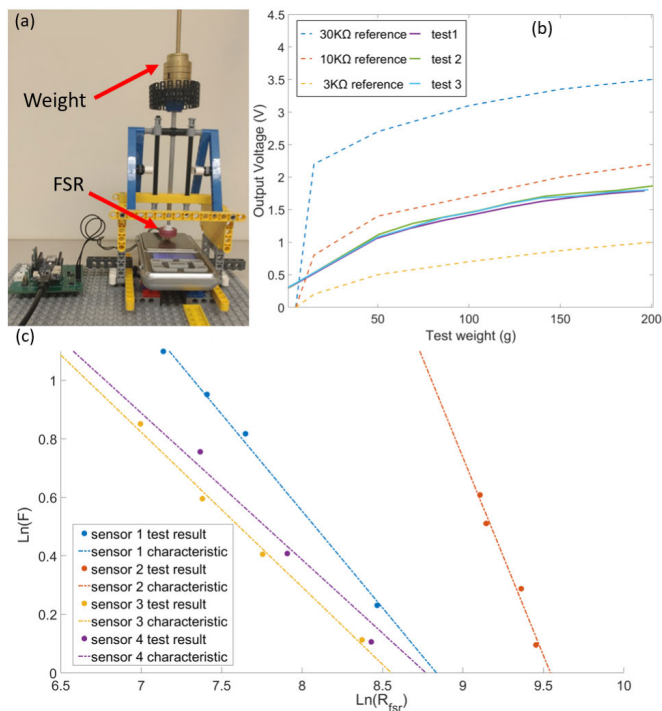 (a)
Weight
FSR
(b)
30KΩ reference
10KΩ reference
3KΩ reference
test1
test 2
test 3
4
3.5
3
2.5
2
1.5
1
0.5
0
50
100
150
200
Output Voltage (V)
Test weight (g)
(c)
1
0.8
0.6
0.4
0.2
0
Ln(F)
sensor 1 test result
sensor 1 characteristic
sensor 2 test result
sensor 2 characteristic
sensor 3 test result
sensor 3 characteristic
sensor 4 test result
sensor 4 characteristic
6.5
7
7.5
8
8.5
9
9.5
10
Ln(Rfsr)